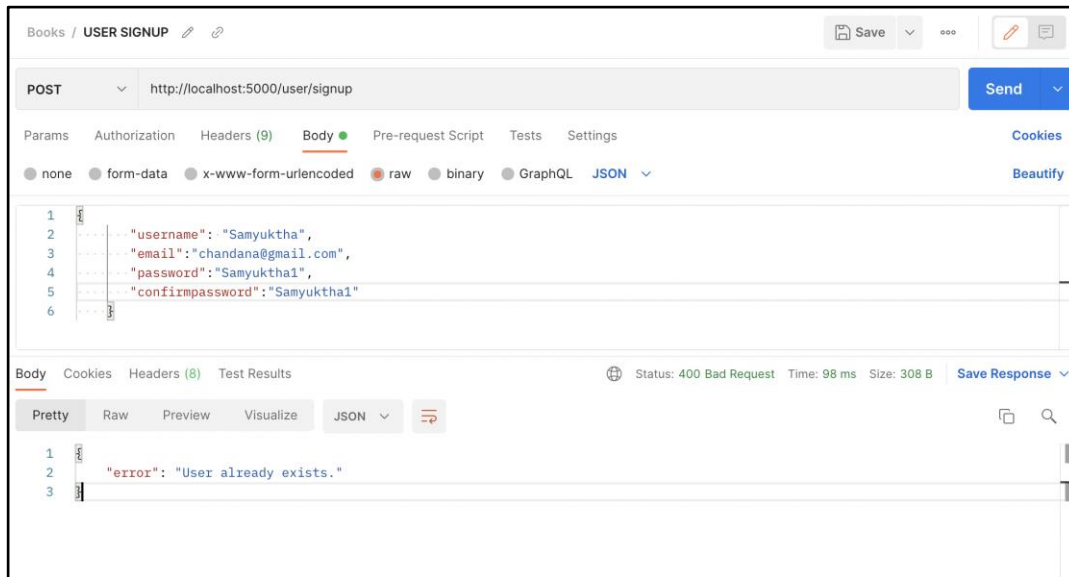 Books / USER SIGNUP
Save
POST http://localhost:5000/user/signup Send
Params Authorization Headers (9) Body Pre-request Script Tests Settings Cookies
none form-data x-www-form-urlencoded raw binary GraphQL JSON Beautify
1 {
2 "username": "Samyuktha",
3 "email":"chandana@gmail.com",
4 "password":"Samyuktha1",
5 "confirmpassword":"Samyuktha1"
6 }
Body Cookies Headers (8) Test Results Status: 400 Bad Request Time: 98 ms Size: 308 B Save Response
Pretty Raw Preview Visualize JSON
1 {
2 "error": "User already exists."
3 }